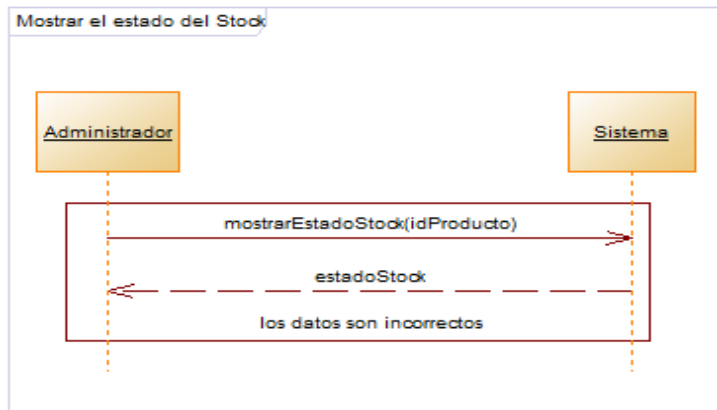 Mostrar el estado del Stock
Administrador
Sistema
mostrarEstadoStock(idProducto)
estadoStock
los datos son incorrectos